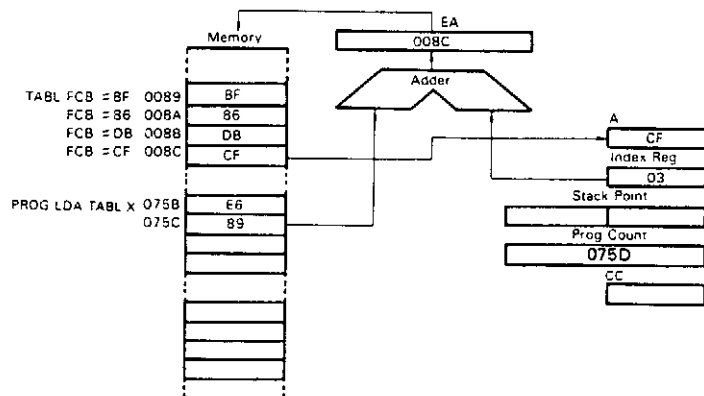 EA
Memory
008C
Adder
TABL FCB = BF 0089 BF
FCB = 86 008A 86
FCB = DB 008B DB
FCB = CF 008C CF
A
CF
Index Reg
03
Stack Point
Prog Count
075D
CC
PROG LDA TABL X 075B E6
075C 89